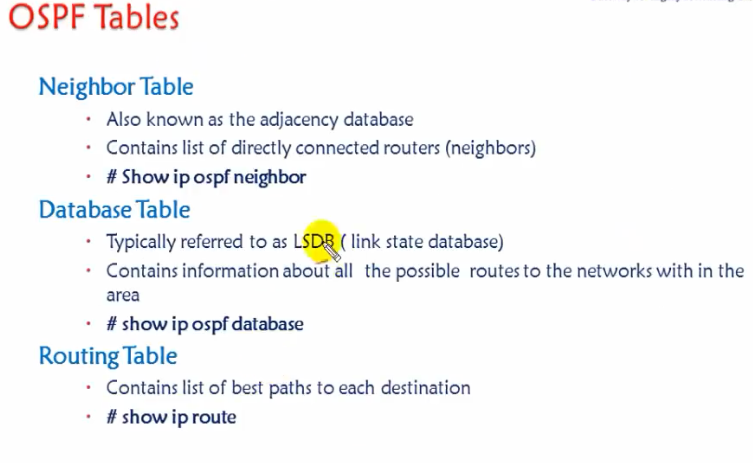 OSPF Tables
Neighbor Table
• Also known as the adjacency database
• Contains list of directly connected routers (neighbors)
• # Show ip ospf neighbor
Database Table
• Typically referred to as LSDB ( link state database)
• Contains information about all the possible routes to the networks with in the
area
• # show ip ospf database
Routing Table
• Contains list of best paths to each destination
• # show ip route